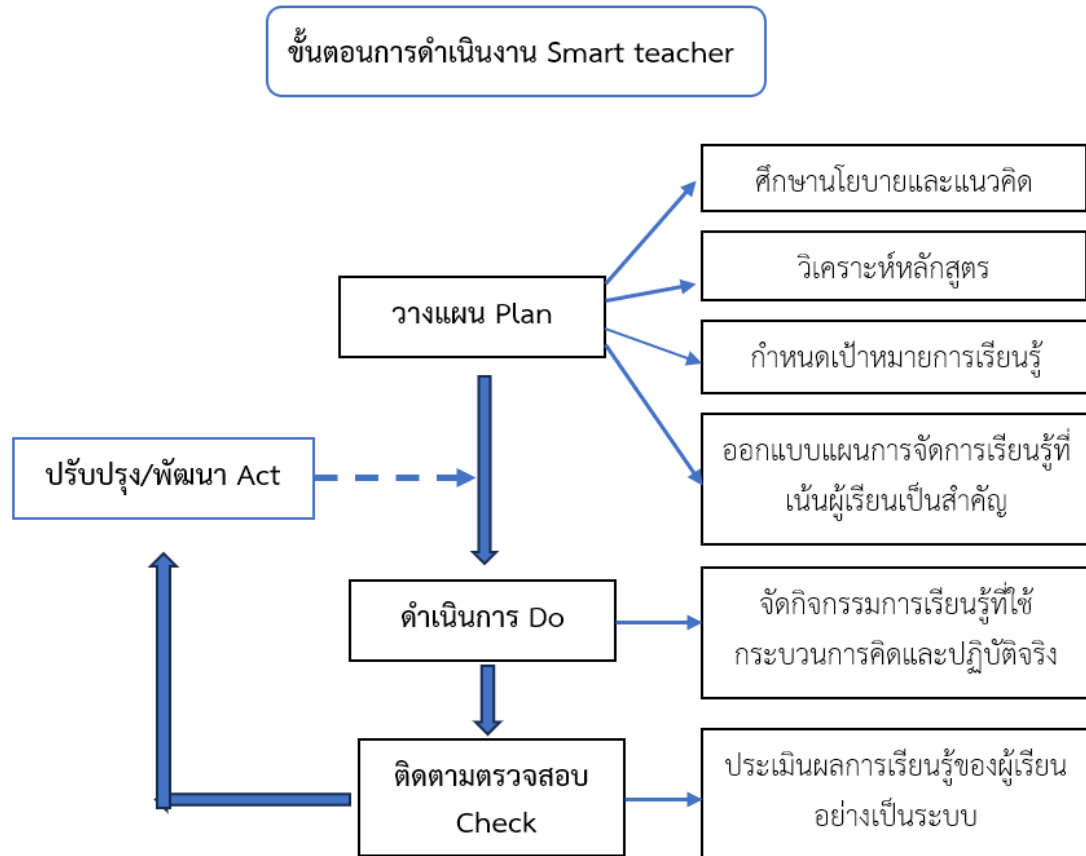 ขั้นตอนการดำเนินงาน Smart teacher
ศึกษานโยบายและแนวคิด
วิเคราะห์หลักสูตร
วางแผน Plan
กำหนดเป้าหมายการเรียนรู้
ออกแบบแผนการจัดการเรียนรู้ที่
เน้นผู้เรียนเป็นสำคัญ
ปรับปรุง/พัฒนา Act
ดำเนินการ Do
จัดกิจกรรมการเรียนรู้ที่ใช้
กระบวนการคิดและปฏิบัติจริง
ติดตามตรวจสอบ
Check
ประเมินผลการเรียนรู้ของผู้เรียน
อย่างเป็นระบบ